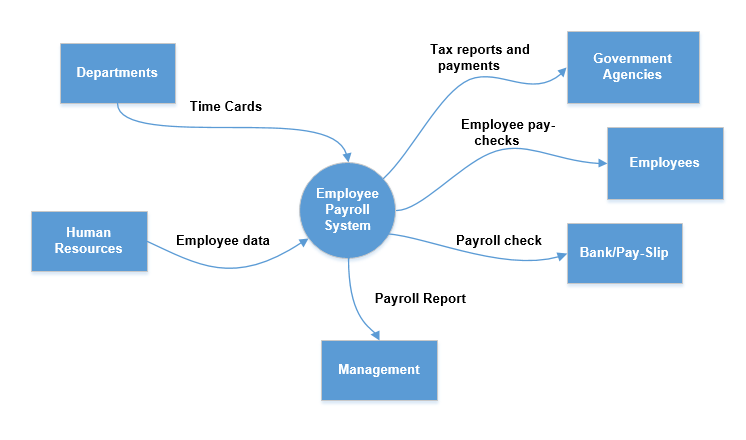 Departments
Time Cards
Tax reports and
payments
Government
Agencies
Employee pay-
checks
Employees
Employee
Payroll
System
Human
Resources
Employee data
Payroll check
Bank/Pay-Slip
Payroll Report
Management